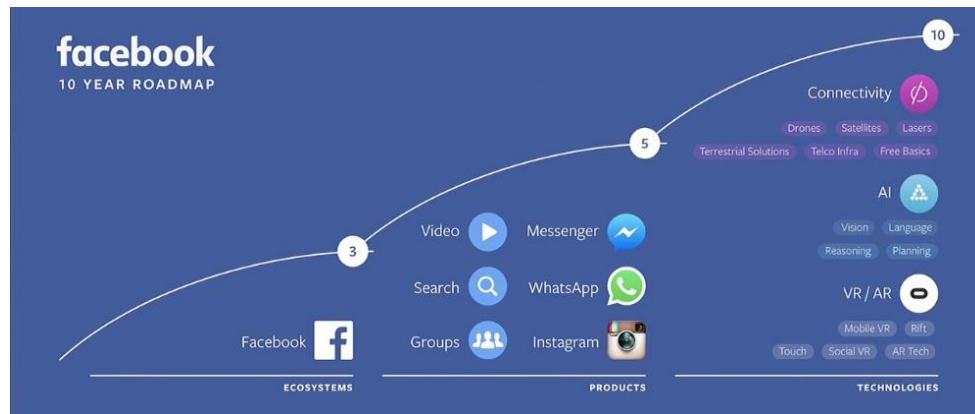 facebook
10 YEAR ROADMAP
3
5
10
Facebook
f
ECOSYSTEMS
Video
Messenger
Search
WhatsApp
Groups
Instagram
PRODUCTS
Connectivity
Drones Satellites Lasers
Terrestrial Solutions Telco Infra Free Basics
AI
Vision Language
Reasoning Planning
VR / AR
Mobile VR Rift
Touch Social VR AR Tech
TECHNOLOGIES